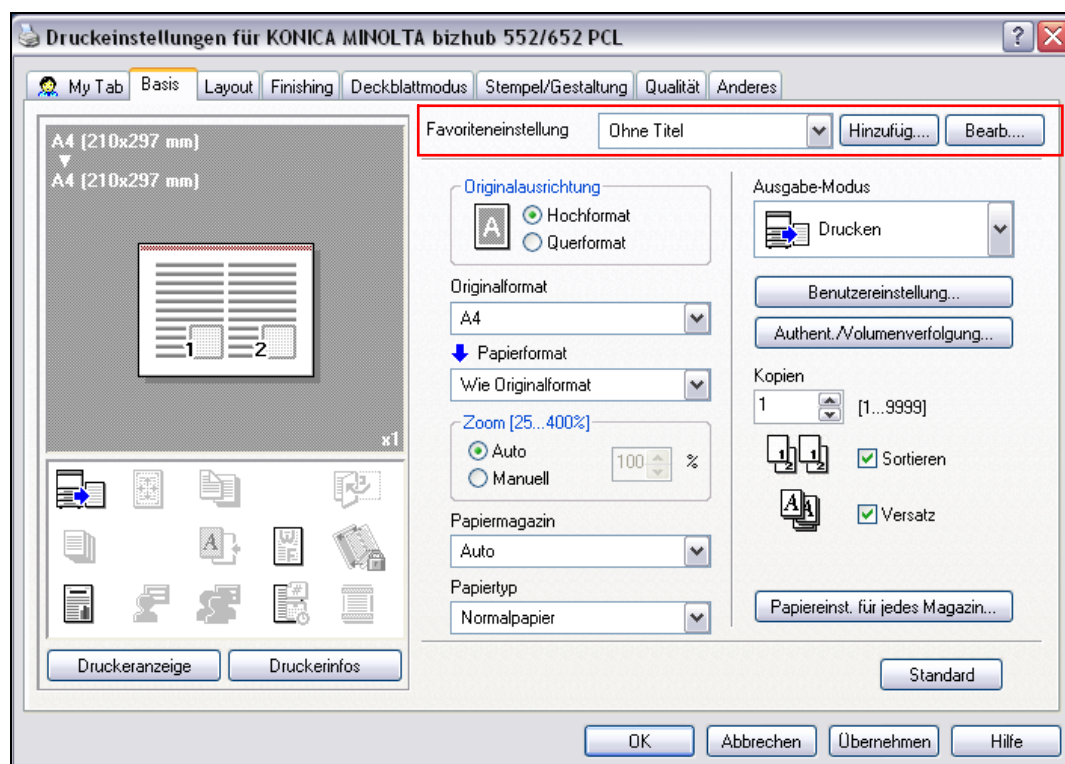 Druckeinstellungen für KONICA MINOLTA bizhub 552/652 PCL
My Tab Basis Layout Finishing Deckblattmodus Stempel/Gestaltung Qualität Anderes
A4 (210x297 mm)
A4 (210x297 mm)
1 2
x1
Druckeranzeige Druckerinfos
Favoriteneinstellung Ohne Titel Hinzufüg.... Bearb....
Originalausrichtung
A
Hochformat
Querformat
Originalformat
A4
Papierformat
Wie Originalformat
Zoom [25...400%]
Auto
Manuell
100 %
Papiermagazin
Auto
Papiertyp
Normalpapier
Ausgabe-Modus
Drucken
Benutzereinstellung...
Authent./Volumenverfolgung...
Kopien
1 [1...9999]
Sortieren
Versatz
Papiereinst. für jedes Magazin...
Standard
OK Abbrechen Übernehmen Hilfe